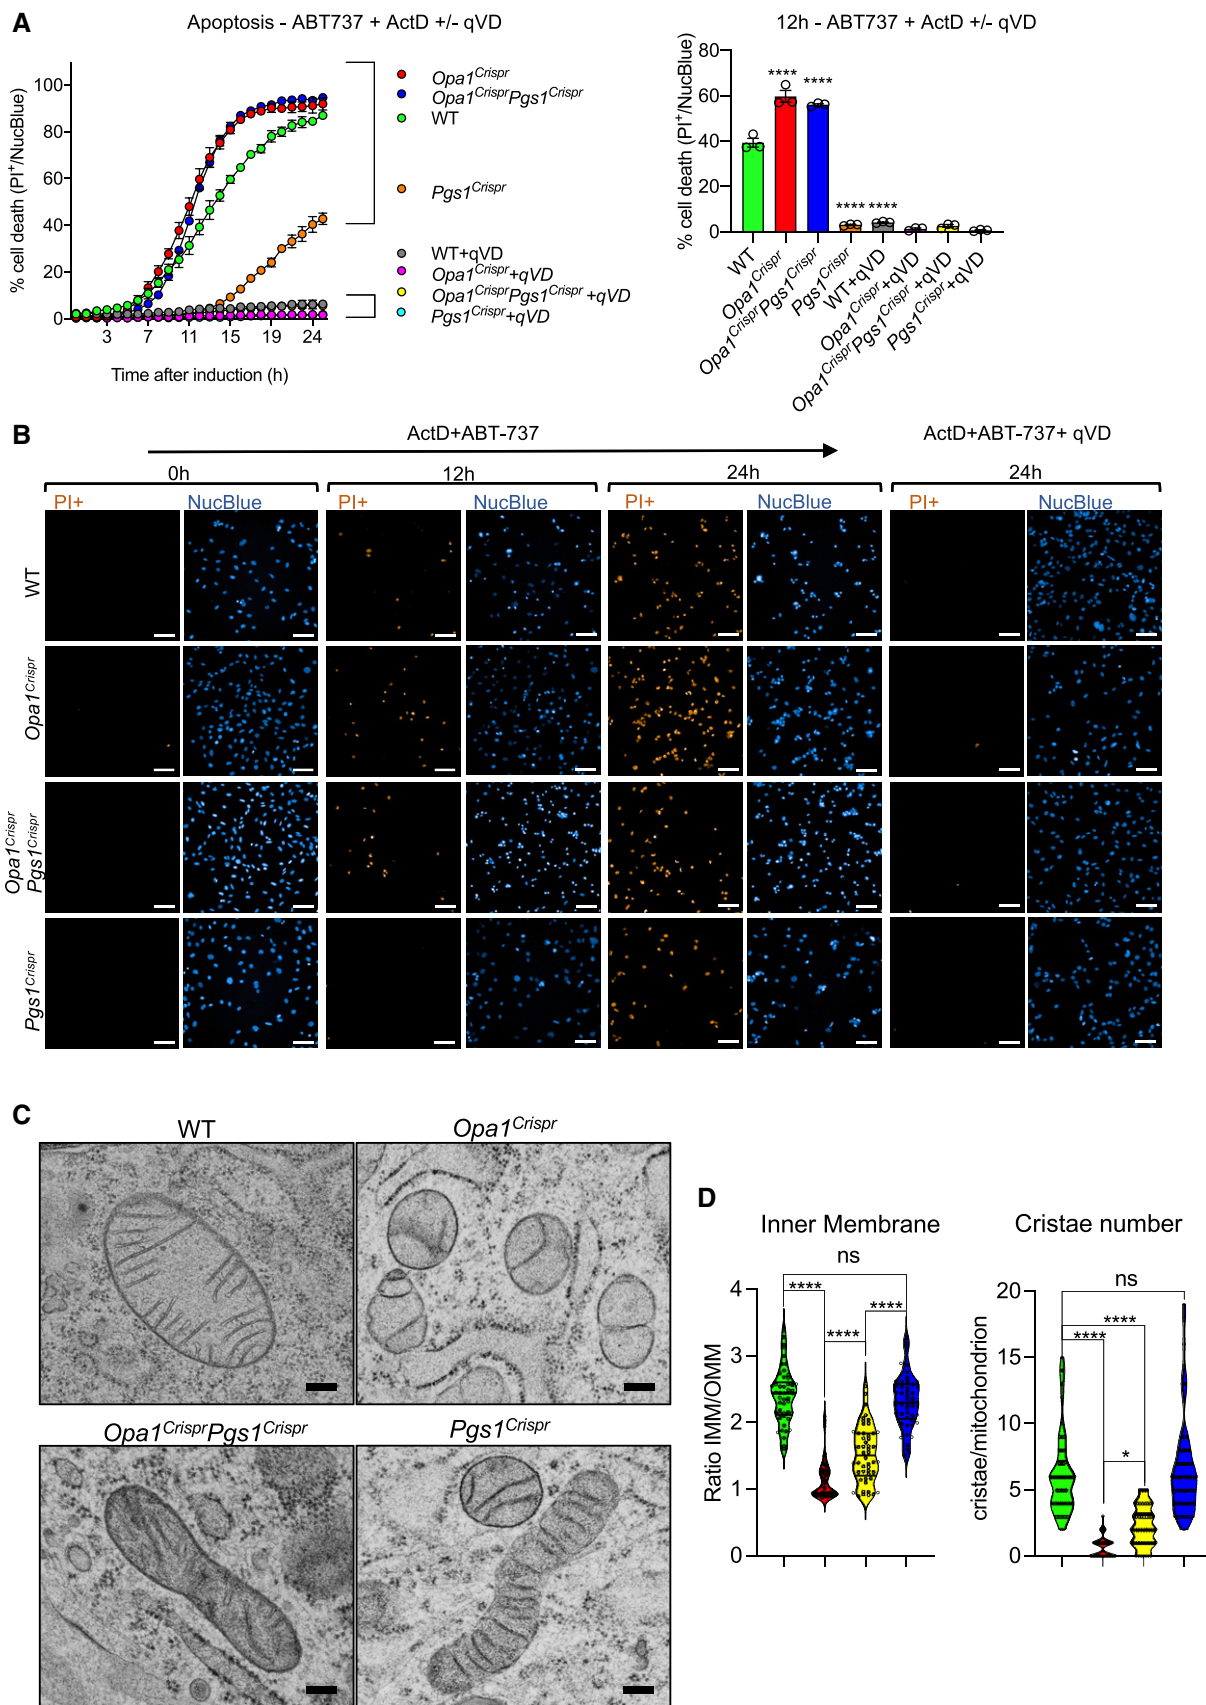 A
Apoptosis - ABT737 + ActD +/- qVD
% cell death (PI+/NucBlue)
100
80
60
40
20
0
3
7
11
15
19
24
Time after induction (h)
Opa1Crispr
Opa1CrisprPgs1Crispr
WT
Pgs1Crispr
WT+qVD
Opa1Crispr+qVD
Opa1CrisprPgs1Crispr+qVD
Pgs1Crispr+qVD
12h - ABT737 + ActD +/- qVD
% cell death (PI+/NucBlue)
80
60
40
20
0
****
****
****
****
WT
Opa1Crispr
Opa1CrisprPgs1Crispr
Pgs1Crispr
WT+qVD
Opa1Crispr+qVD
Opa1CrisprPgs1Crispr+qVD
Pgs1Crispr+qVD
B
ActD+ABT-737
ActD+ABT-737+ qVD
0h
12h
24h
24h
PI+
NucBlue
PI+
NucBlue
PI+
NucBlue
PI+
NucBlue
WT
Opa1Crispr
Opa1Crispr
Pgs1Crispr
Pgs1Crispr
C
WT
Opa1Crispr
Opa1CrisprPgs1Crispr
Pgs1Crispr
D
Inner Membrane
ns
****
****
****
Ratio IMM/OMM
4
3
2
1
0
Cristae number
ns
****
****
*
cristae/mitochondrion
20
15
10
5
0